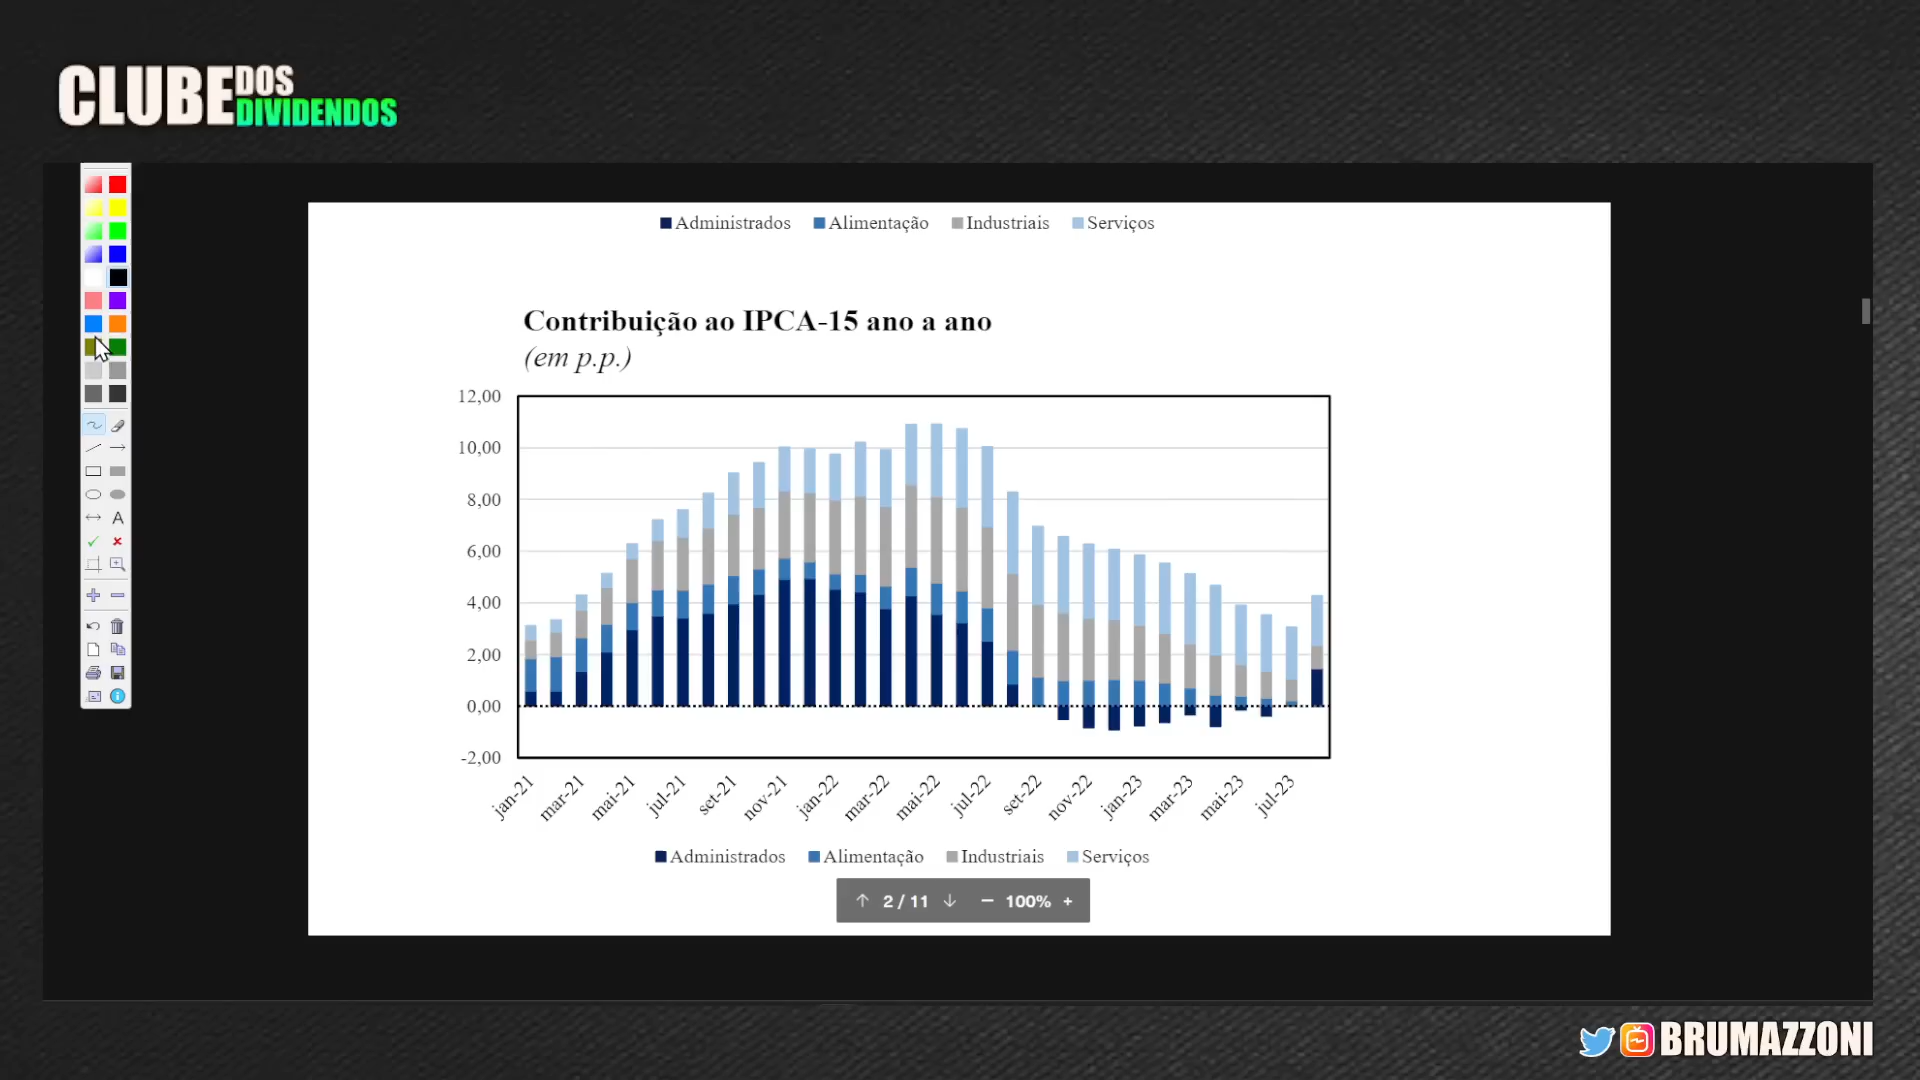 CLUBE DOS
DIVIDENDOS
Administrados Alimentação Industriais Serviços
Contribuição ao IPCA-15 ano a ano
(em p.p.)
12,00
10,00
8,00
6,00
4,00
2,00
0,00
-2,00
jan-21 mar-21 mai-21 jul-21 set-21 nov-21 jan-22 mar-22 mai-22 jul-22 set-22 nov-22 jan-23 mar-23 mai-23 jul-23
Administrados Alimentação Industriais Serviços
2 / 11 100%
A
BRUMAZZONI